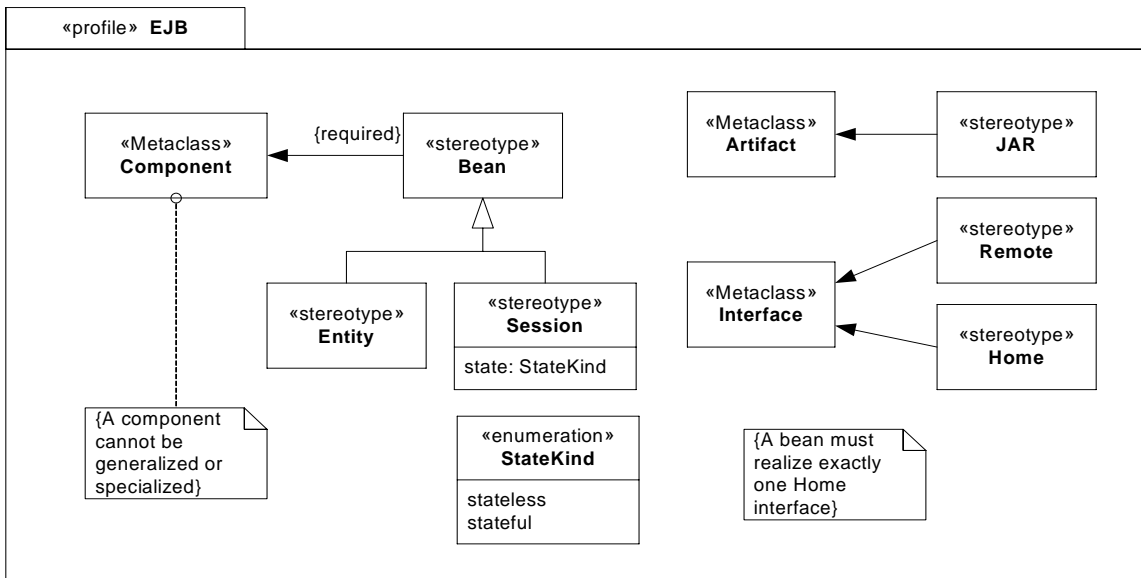 «profile» EJB
«Metaclass»
Component
{required}
«stereotype»
Bean
«Metaclass»
Artifact
«stereotype»
JAR
«stereotype»
Remote
«Metaclass»
Interface
«stereotype»
Home
«stereotype»
Entity
«stereotype»
Session
state: StateKind
{A component
cannot be
generalized or
specialized}
«enumeration»
StateKind
stateless
stateful
{A bean must
realize exactly
one Home
interface}